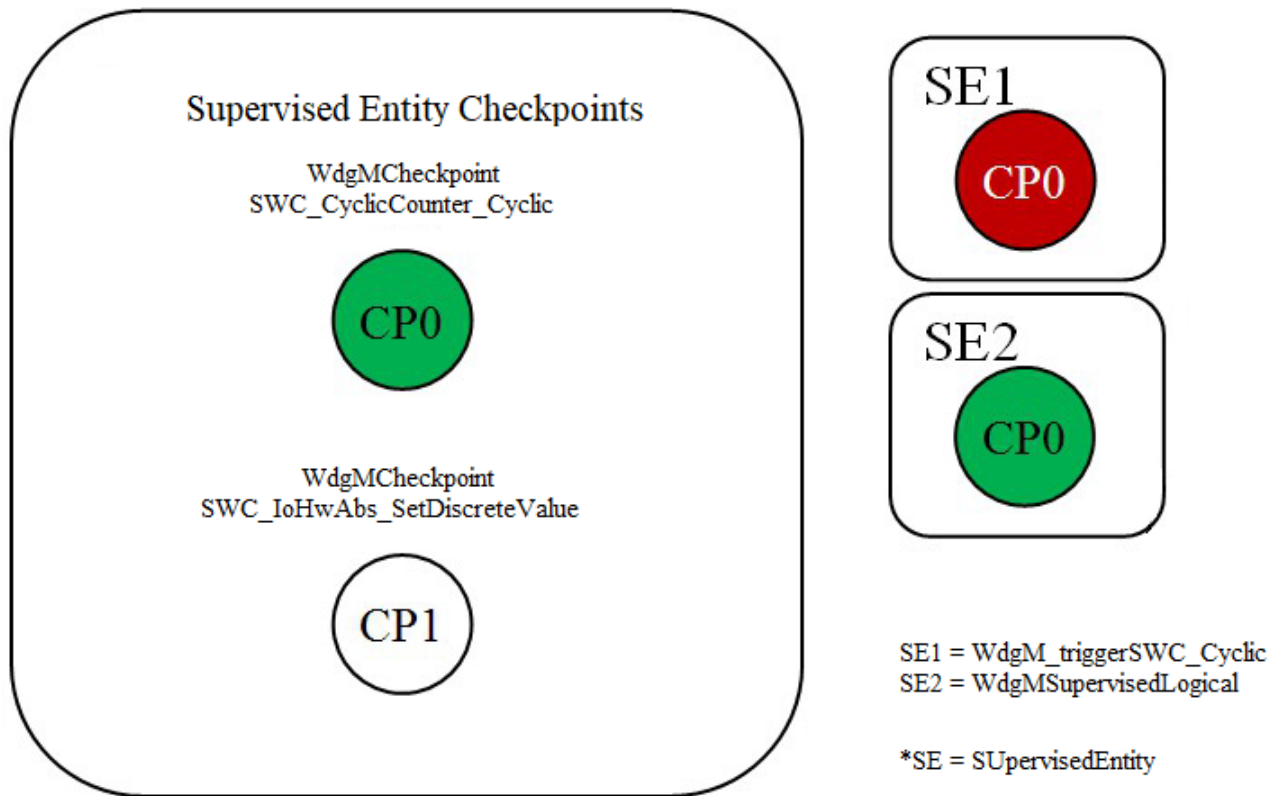 Supervised Entity Checkpoints
WdgMCheckpoint
SWC_CyclicCounter_Cyclic
CP0
WdgMCheckpoint
SWC_IoHwAbs_SetDiscreteValue
CP1
SE1
CP0
SE2
CP0
SE1 = WdgM_triggerSWC_Cyclic
SE2 = WdgMSupervisedLogical
*SE = SUpervisedEntity